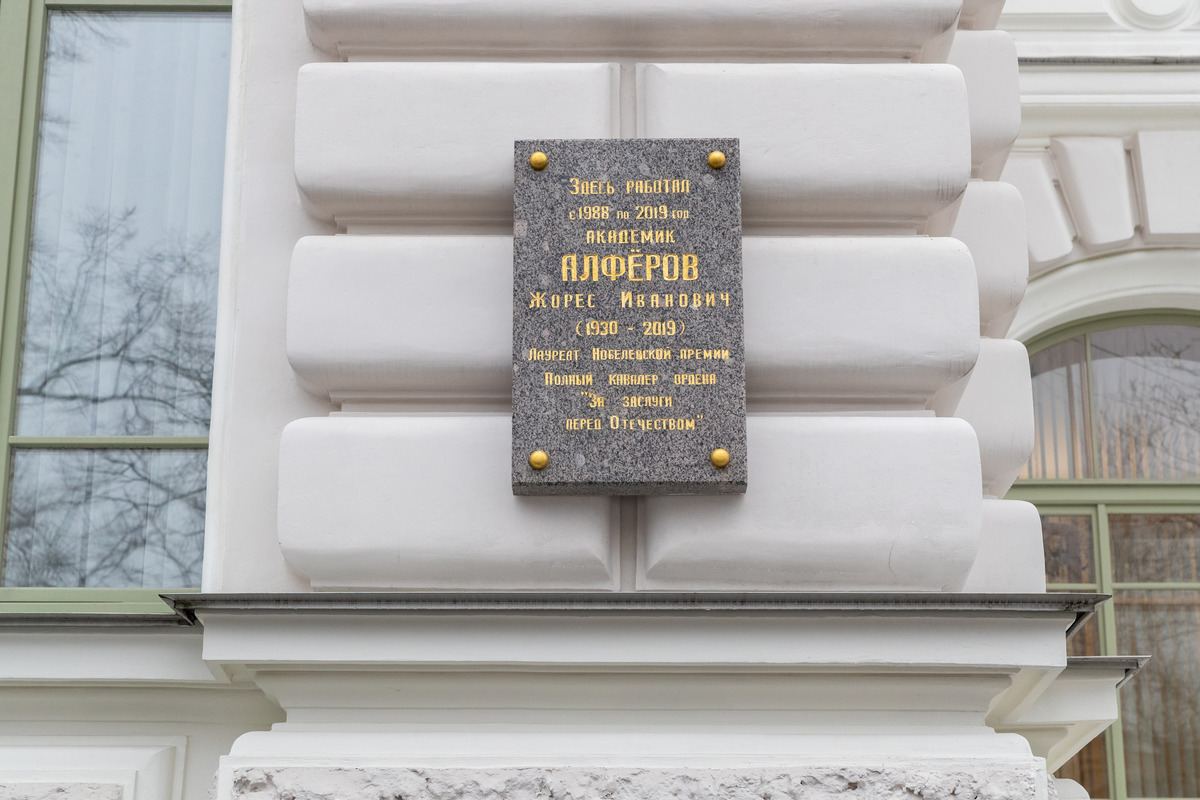 Здесь работал
с 1988 по 2019 год
академик
АЛФЁРОВ
Жорес Иванович
(1930 - 2019)
Лауреат Нобелевской премии
Полный кавалер ордена
"За заслуги
перед Отечеством"